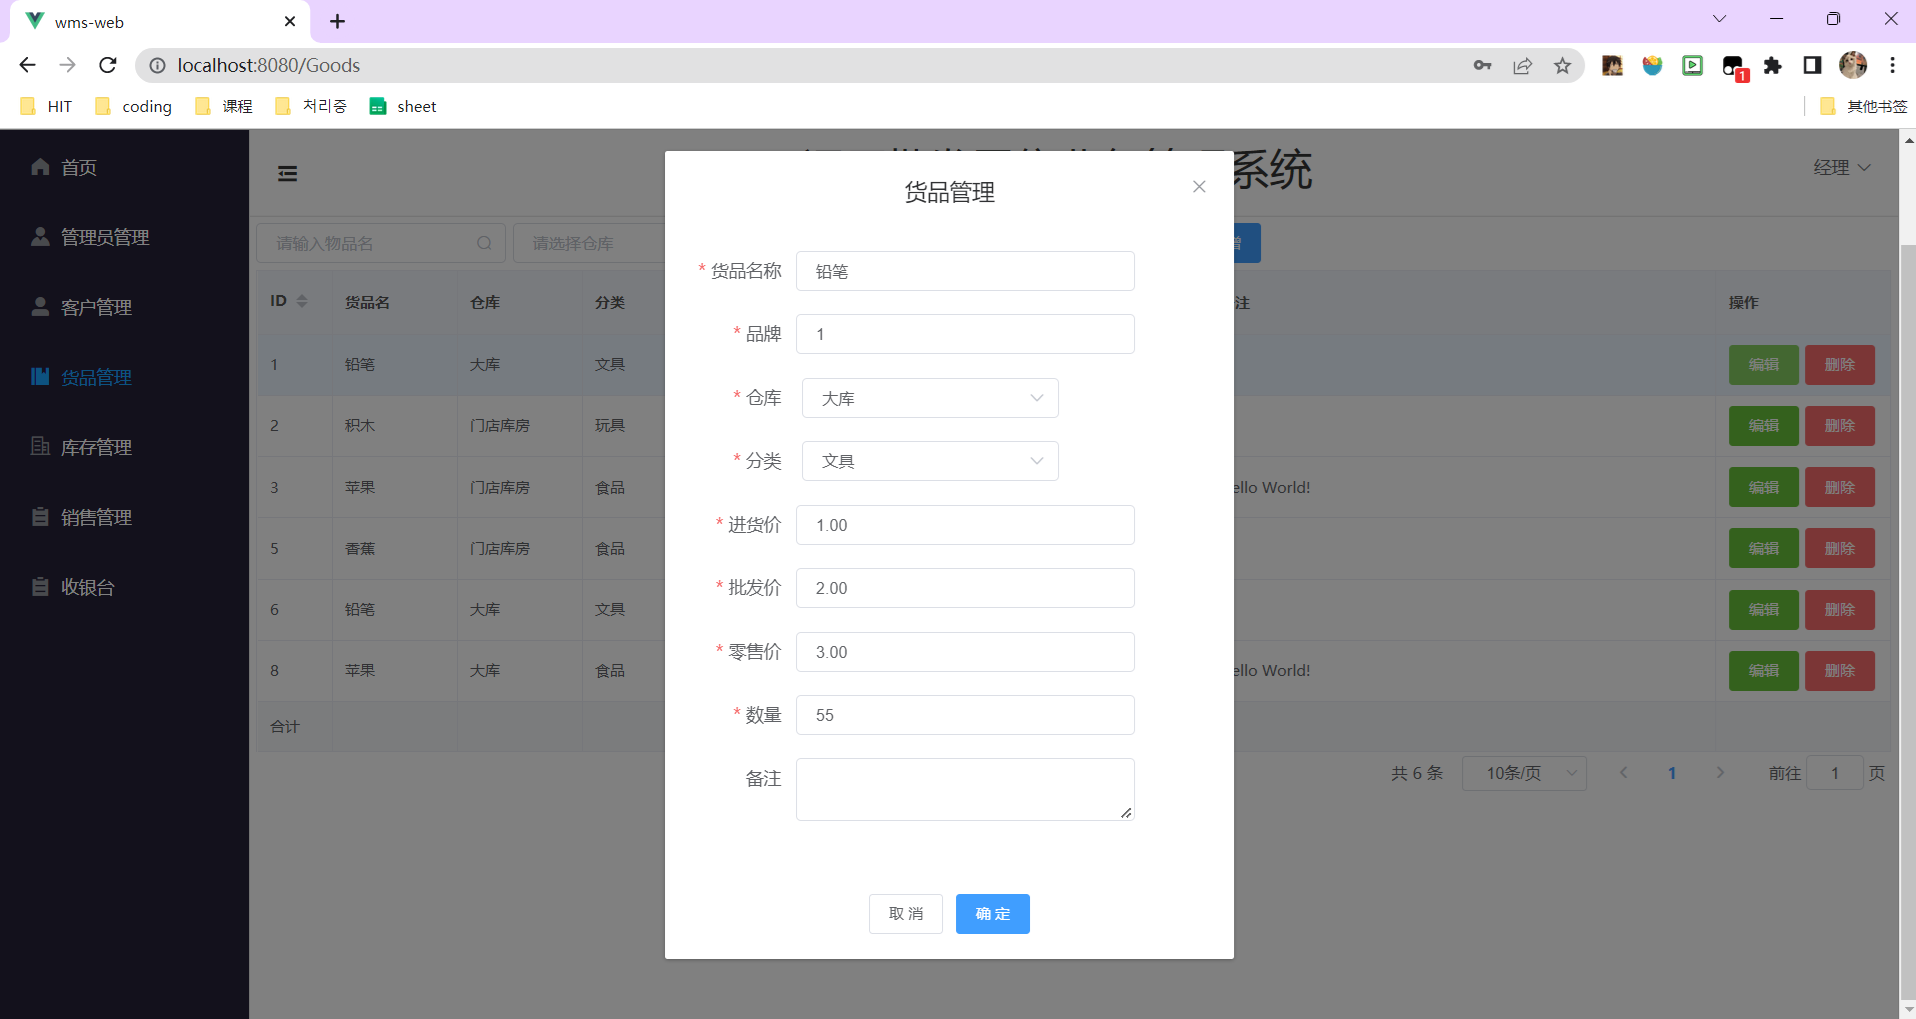 wms-web
localhost:8080/Goods
1
HIT
coding
课程
처리중
sheet
其他书签
首页
管理员管理
客户管理
货品管理
库存管理
销售管理
收银台
系统
经理
请输入物品名
请选择仓库
增
ID 货品名 仓库 分类 注 操作
1 铅笔 大库 文具 编辑 删除
2 积木 门店库房 玩具 编辑 删除
3 苹果 门店库房 食品 ello World! 编辑 删除
5 香蕉 门店库房 食品 编辑 删除
6 铅笔 大库 文具 编辑 删除
8 苹果 大库 食品 ello World! 编辑 删除
合计
共 6 条 10条/页 1 前往 1 页
货品管理
* 货品名称 铅笔
* 品牌 1
* 仓库 大库
* 分类 文具
* 进货价 1.00
* 批发价 2.00
* 零售价 3.00
* 数量 55
备注
取 消 确 定